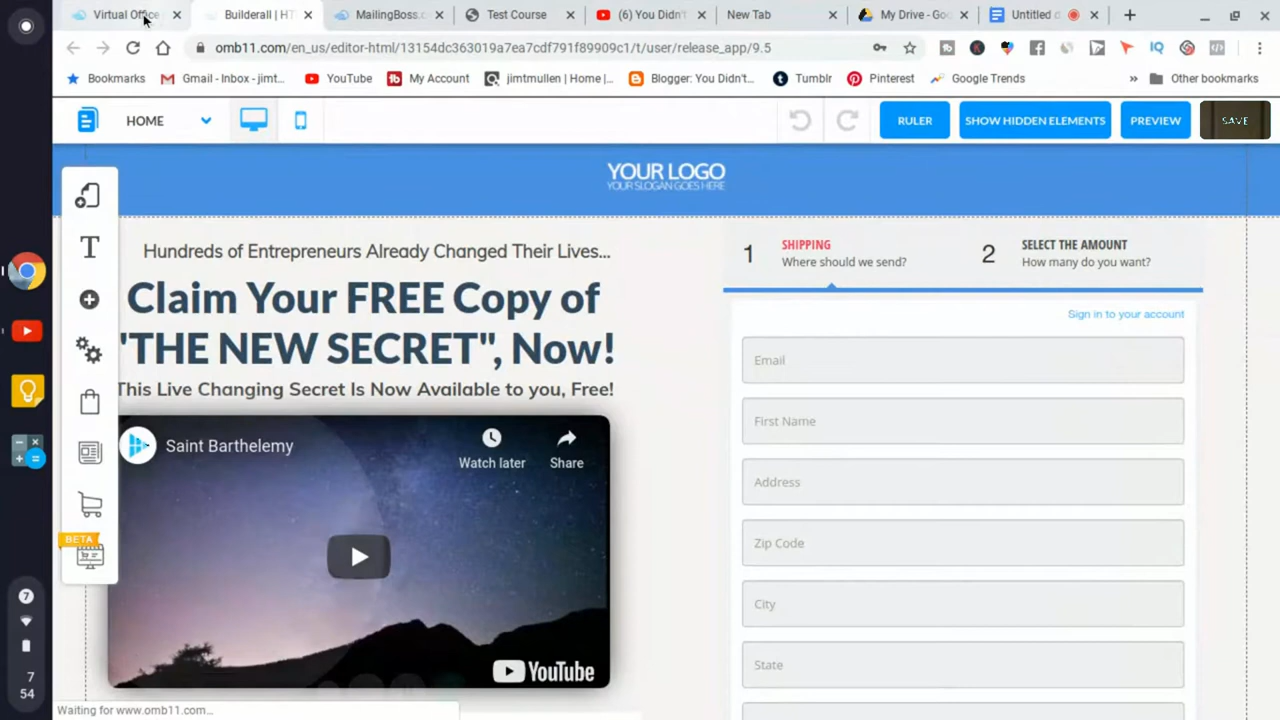 Virtual Office
Builderall | HT
MailingBoss.c
Test Course
(6) You Didn'
New Tab
My Drive - Goo
Untitled d
omb11.com/en_us/editor-html/13154dc363019a7ea7cdf791f89909c1/t/user/release_app/9.5
Bookmarks
Gmail - Inbox - jimt...
YouTube
My Account
jimtmullen | Home |...
Blogger: You Didn't...
Tumblr
Pinterest
Google Trends
»
Other bookmarks
HOME
RULER
SHOW HIDDEN ELEMENTS
PREVIEW
SAVE
YOUR LOGO
YOUR SLOGAN GOES HERE
Hundreds of Entrepreneurs Already Changed Their Lives...
Claim Your FREE Copy of
"THE NEW SECRET", Now!
This Live Changing Secret Is Now Available to you, Free!
1
SHIPPING
Where should we send?
2
SELECT THE AMOUNT
How many do you want?
Sign in to your account
Email
First Name
Address
Zip Code
City
State
Saint Barthelemy
Watch later
Share
YouTube
BETA
7
7
54
Waiting for www.omb11.com...